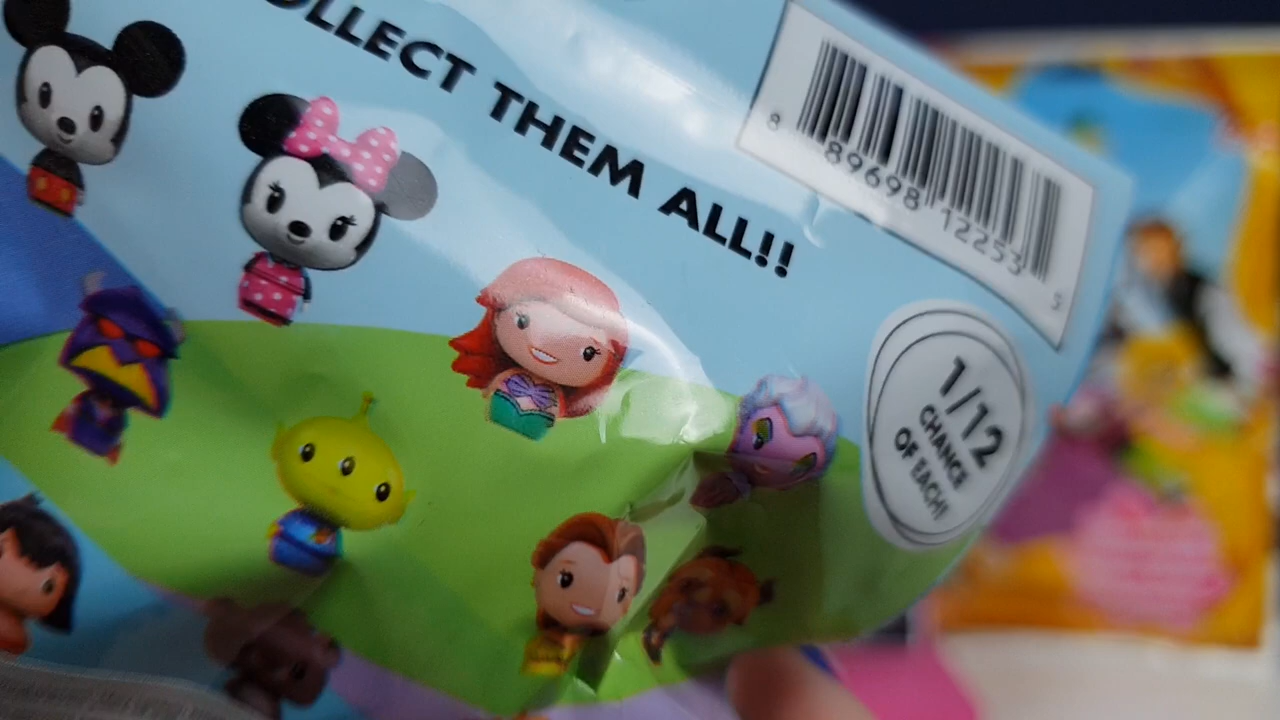 OLLECT THEM ALL!!
8 89698 12253 5
1/12
CHANCE
OF EACH!